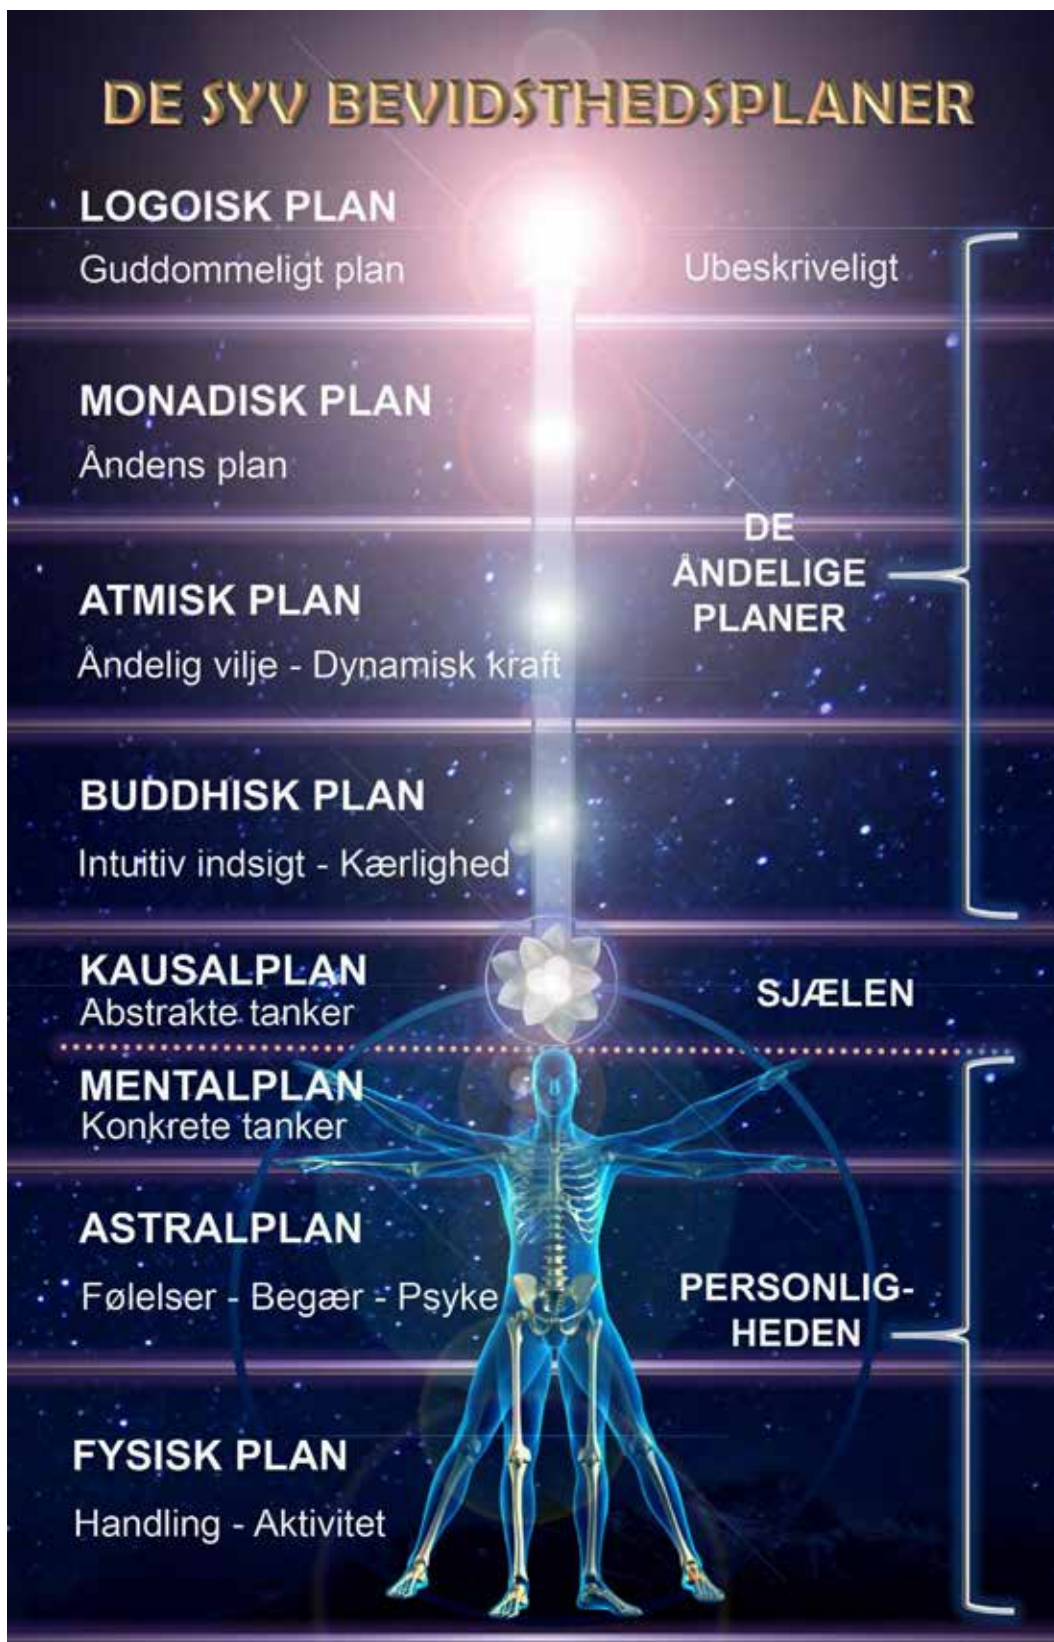 DE SYV BEVIDSTHEDSPLANER
LOGOISK PLAN
Guddommeligt plan
Ubeskriveligt
MONADISK PLAN
Åndens plan
DE
ÅNDELIGE
PLANER
ATMISK PLAN
Åndelig vilje - Dynamisk kraft
BUDDHISK PLAN
Intuitiv indsigt - Kærlighed
KAUSALPLAN
Abstrakte tanker
SJÆLEN
MENTALPLAN
Konkrete tanker
ASTRALPLAN
Følelser - Begær - Psyke
PERSONLIG-
HEDEN
FYSISK PLAN
Handling - Aktivitet